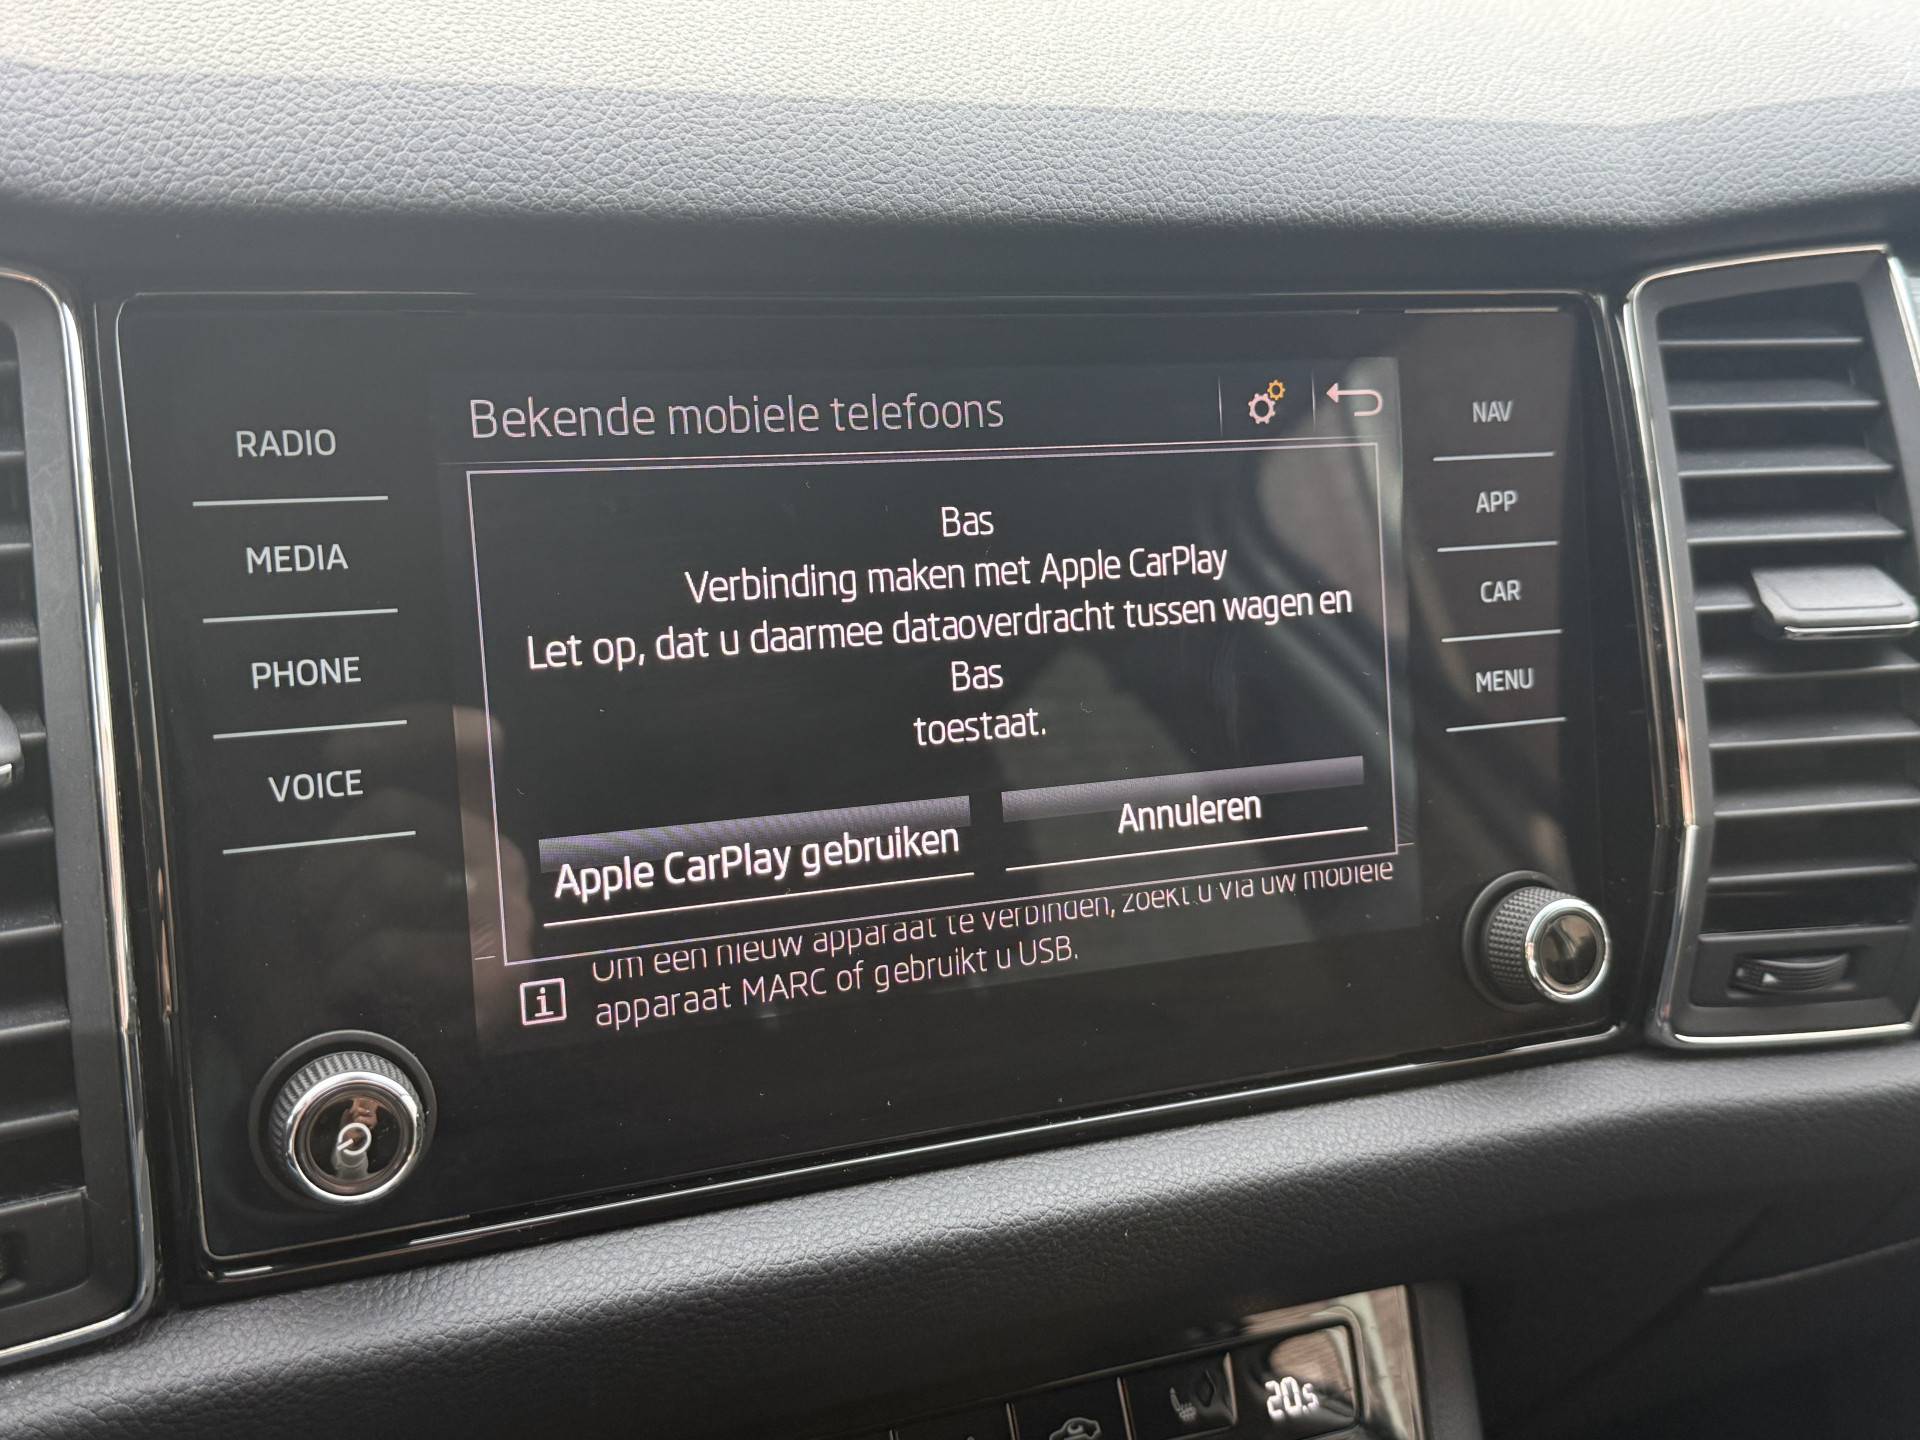 RADIO
MEDIA
PHONE
VOICE
Bekende mobiele telefoons
Bas
Verbinding maken met Apple CarPlay
Let op, dat u daarmee dataoverdracht tussen wagen en
Bas
toestaat.
Apple CarPlay gebruiken
Annuleren
Om een nieuw apparaat te verbinden, zoekt u via uw mobiele
apparaat MARC of gebruikt u USB.
NAV
APP
CAR
MENU
20.5